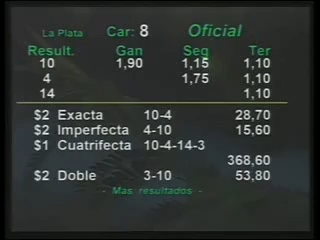 La Plata Car: 8 Oficial
Result. Gan Seg Ter
10 1,90 1,15 1,10
4 1,75 1,10
14 1,10
$2 Exacta 10-4 28,70
$2 Imperfecta 4-10 15,60
$1 Cuatrifecta 10-4-14-3
368,60
$2 Doble 3-10 53,80
- Mas resultados -